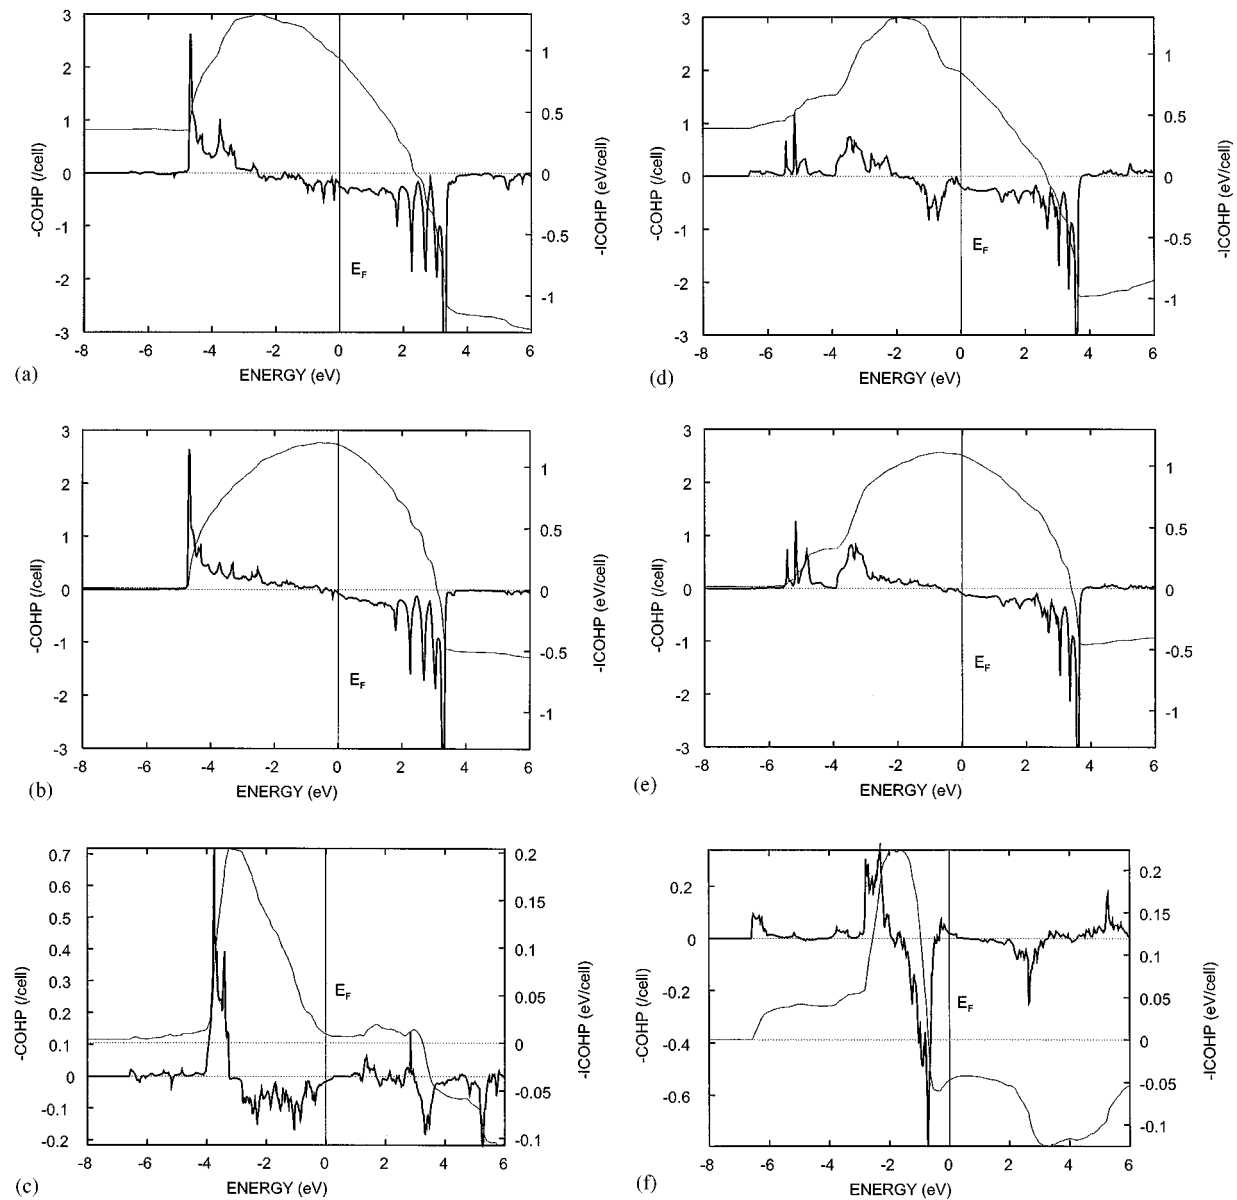 3
2
1
0
-1
-2
-3
-COHP (/cell)
1
0.5
0
-0.5
-1
-ICOHP (eV/cell)
E_F
-8 -6 -4 -2 0 2 4 6
ENERGY (eV)
(a)
3
2
1
0
-1
-2
-3
-COHP (/cell)
1
0.5
0
-0.5
-1
-ICOHP (eV/cell)
E_F
-8 -6 -4 -2 0 2 4 6
ENERGY (eV)
(d)
3
2
1
0
-1
-2
-3
-COHP (/cell)
1
0.5
0
-0.5
-1
-ICOHP (eV/cell)
E_F
-8 -6 -4 -2 0 2 4 6
ENERGY (eV)
(b)
3
2
1
0
-1
-2
-3
-COHP (/cell)
1
0.5
0
-0.5
-1
-ICOHP (eV/cell)
E_F
-8 -6 -4 -2 0 2 4 6
ENERGY (eV)
(e)
0.7
0.6
0.5
0.4
0.3
0.2
0.1
0
-0.1
-0.2
-COHP (/cell)
0.2
0.15
0.1
0.05
0
-0.05
-0.1
-ICOHP (eV/cell)
E_F
-8 -6 -4 -2 0 2 4 6
ENERGY (eV)
(c)
0.2
0
-0.2
-0.4
-0.6
-COHP (/cell)
0.2
0.15
0.1
0.05
0
-0.05
-0.1
-ICOHP (eV/cell)
E_F
-8 -6 -4 -2 0 2 4 6
ENERGY (eV)
(f)